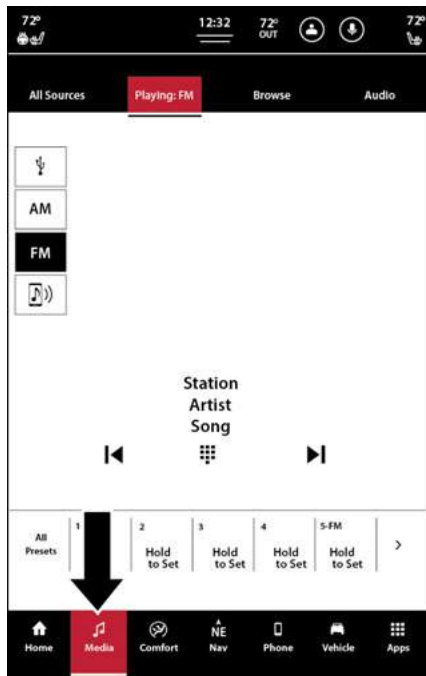 72°
12:32
72°
OUT
72°
All Sources
Playing: FM
Browse
Audio
AM
FM
Station
Artist
Song
All
Presets
1
2
Hold
to Set
3
Hold
to Set
4
Hold
to Set
5-FM
Hold
to Set
Home
Media
Comfort
NE
Nav
Phone
Vehicle
Apps